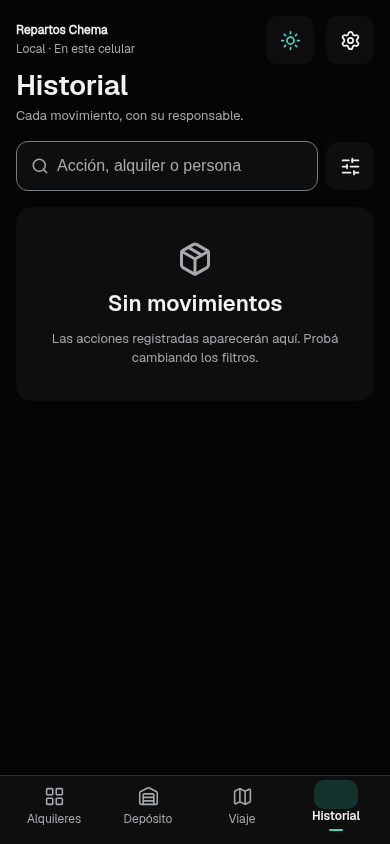 Repartos Chema
Local · En este celular
Historial
Cada movimiento, con su responsable.
Acción, alquiler o persona
Sin movimientos
Las acciones registradas aparecerán aquí. Probá
cambiando los filtros.
Alquileres
Depósito
Viaje
Historial